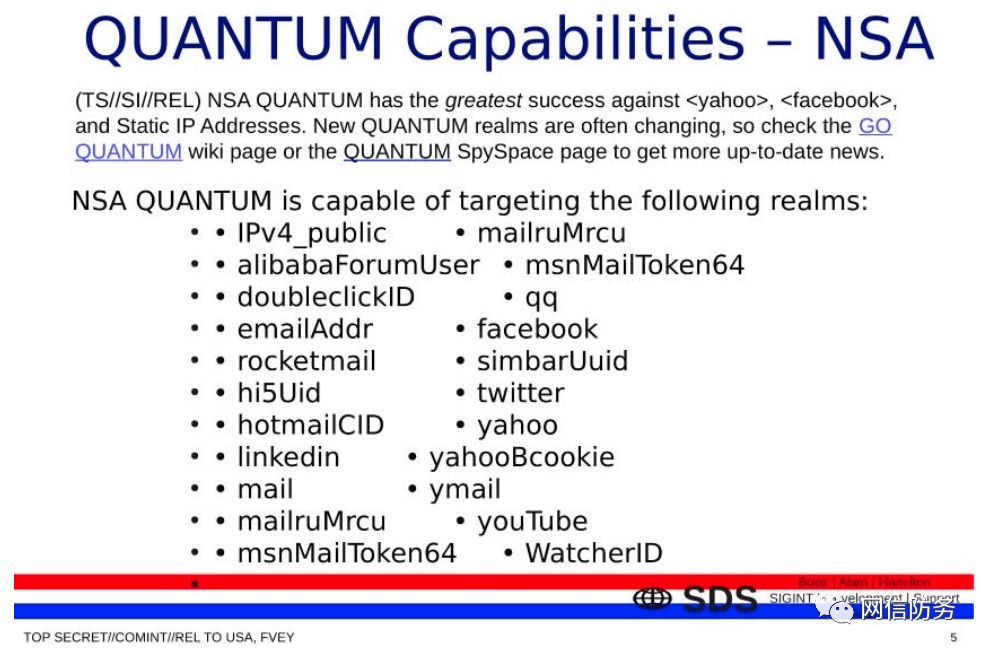 QUANTUM Capabilities – NSA
(TS//SI//REL) NSA QUANTUM has the greatest success against <yahoo>, <facebook>,
and Static IP Addresses. New QUANTUM realms are often changing, so check the GO
QUANTUM wiki page or the QUANTUM SpySpace page to get more up-to-date news.
NSA QUANTUM is capable of targeting the following realms:
• • IPv4_public • mailruMrcu
• • alibabaForumUser • msnMailToken64
• • doubleclickID • qq
• • emailAddr • facebook
• • rocketmail • simbarUuid
• • hi5Uid • twitter
• • hotmailCID • yahoo
• • linkedin • yahooBcookie
• • mail • ymail
• • mailruMrcu • youTube
• • msnMailToken64 • WatcherID
•
Booz | Allen | Hamilton
SDS SIGINT Support
网信防务
TOP SECRET//COMINT//REL TO USA, FVEY 5